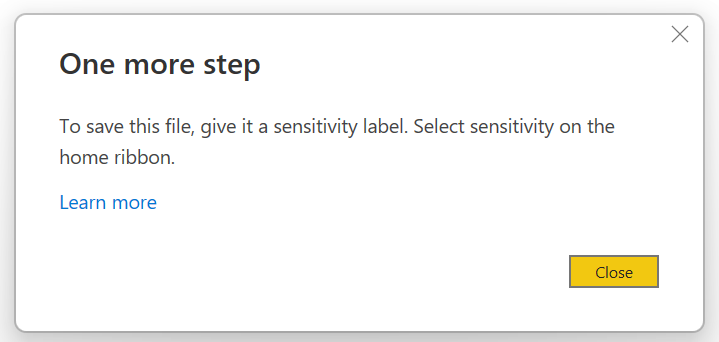 One more step
To save this file, give it a sensitivity label. Select sensitivity on the
home ribbon.
Learn more
Close